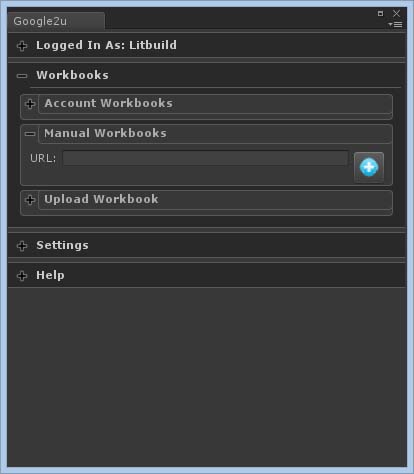 Google2u
Logged In As: Litbuild
Workbooks
Account Workbooks
Manual Workbooks
URL:
Upload Workbook
Settings
Help